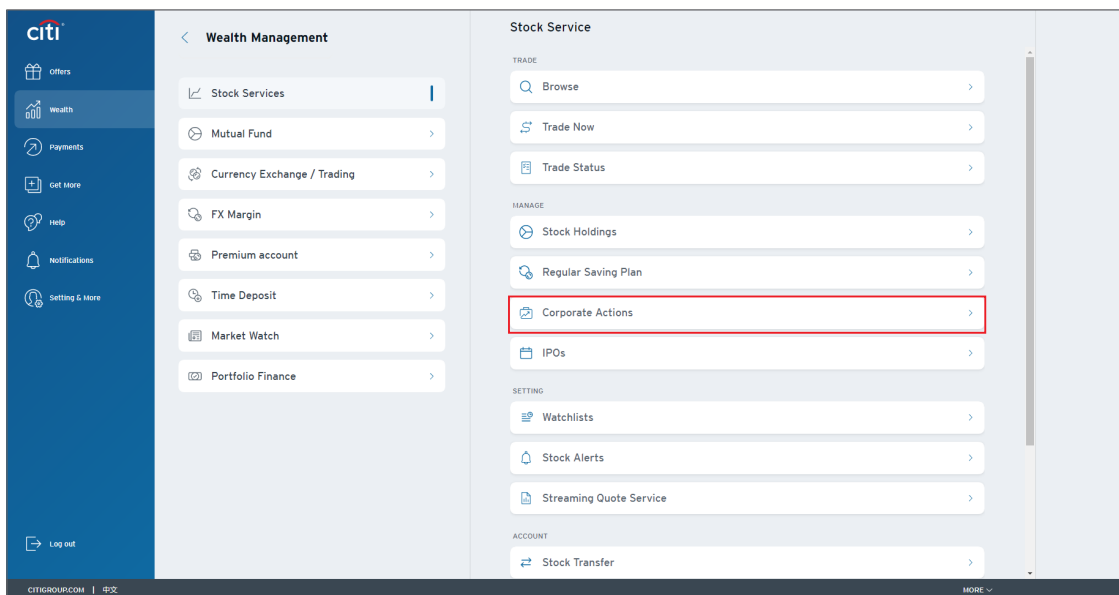 citi
Offers
Wealth
Payments
Get More
Help
Notifications
Setting & More
Log out
Wealth Management
Stock Services
Mutual Fund
Currency Exchange / Trading
FX Margin
Premium account
Time Deposit
Market Watch
Portfolio Finance
Stock Service
TRADE
Browse
Trade Now
Trade Status
MANAGE
Stock Holdings
Regular Saving Plan
Corporate Actions
IPOs
SETTING
Watchlists
Stock Alerts
Streaming Quote Service
ACCOUNT
Stock Transfer
CITIGROUP.COM | 中文
MORE